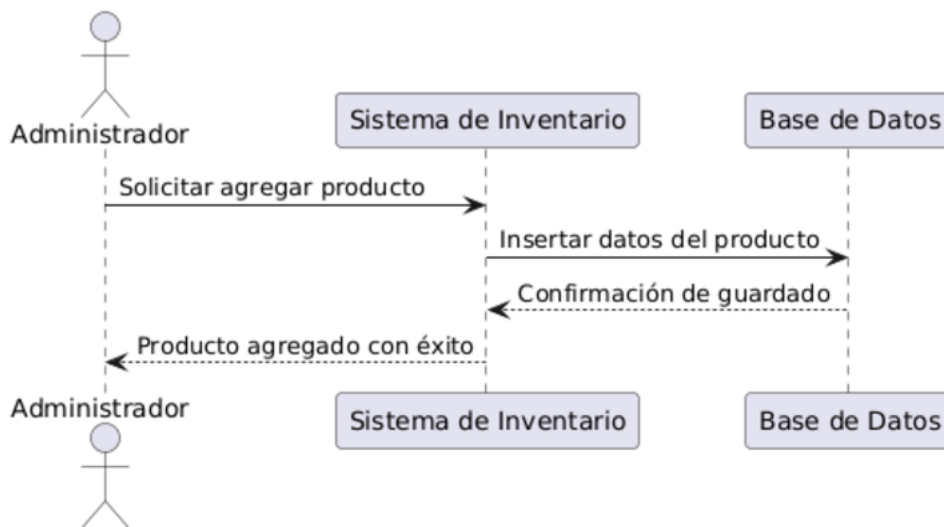 Administrador
Sistema de Inventario
Base de Datos
Solicitar agregar producto
Insertar datos del producto
Confirmación de guardado
Producto agregado con éxito
Administrador
Sistema de Inventario
Base de Datos